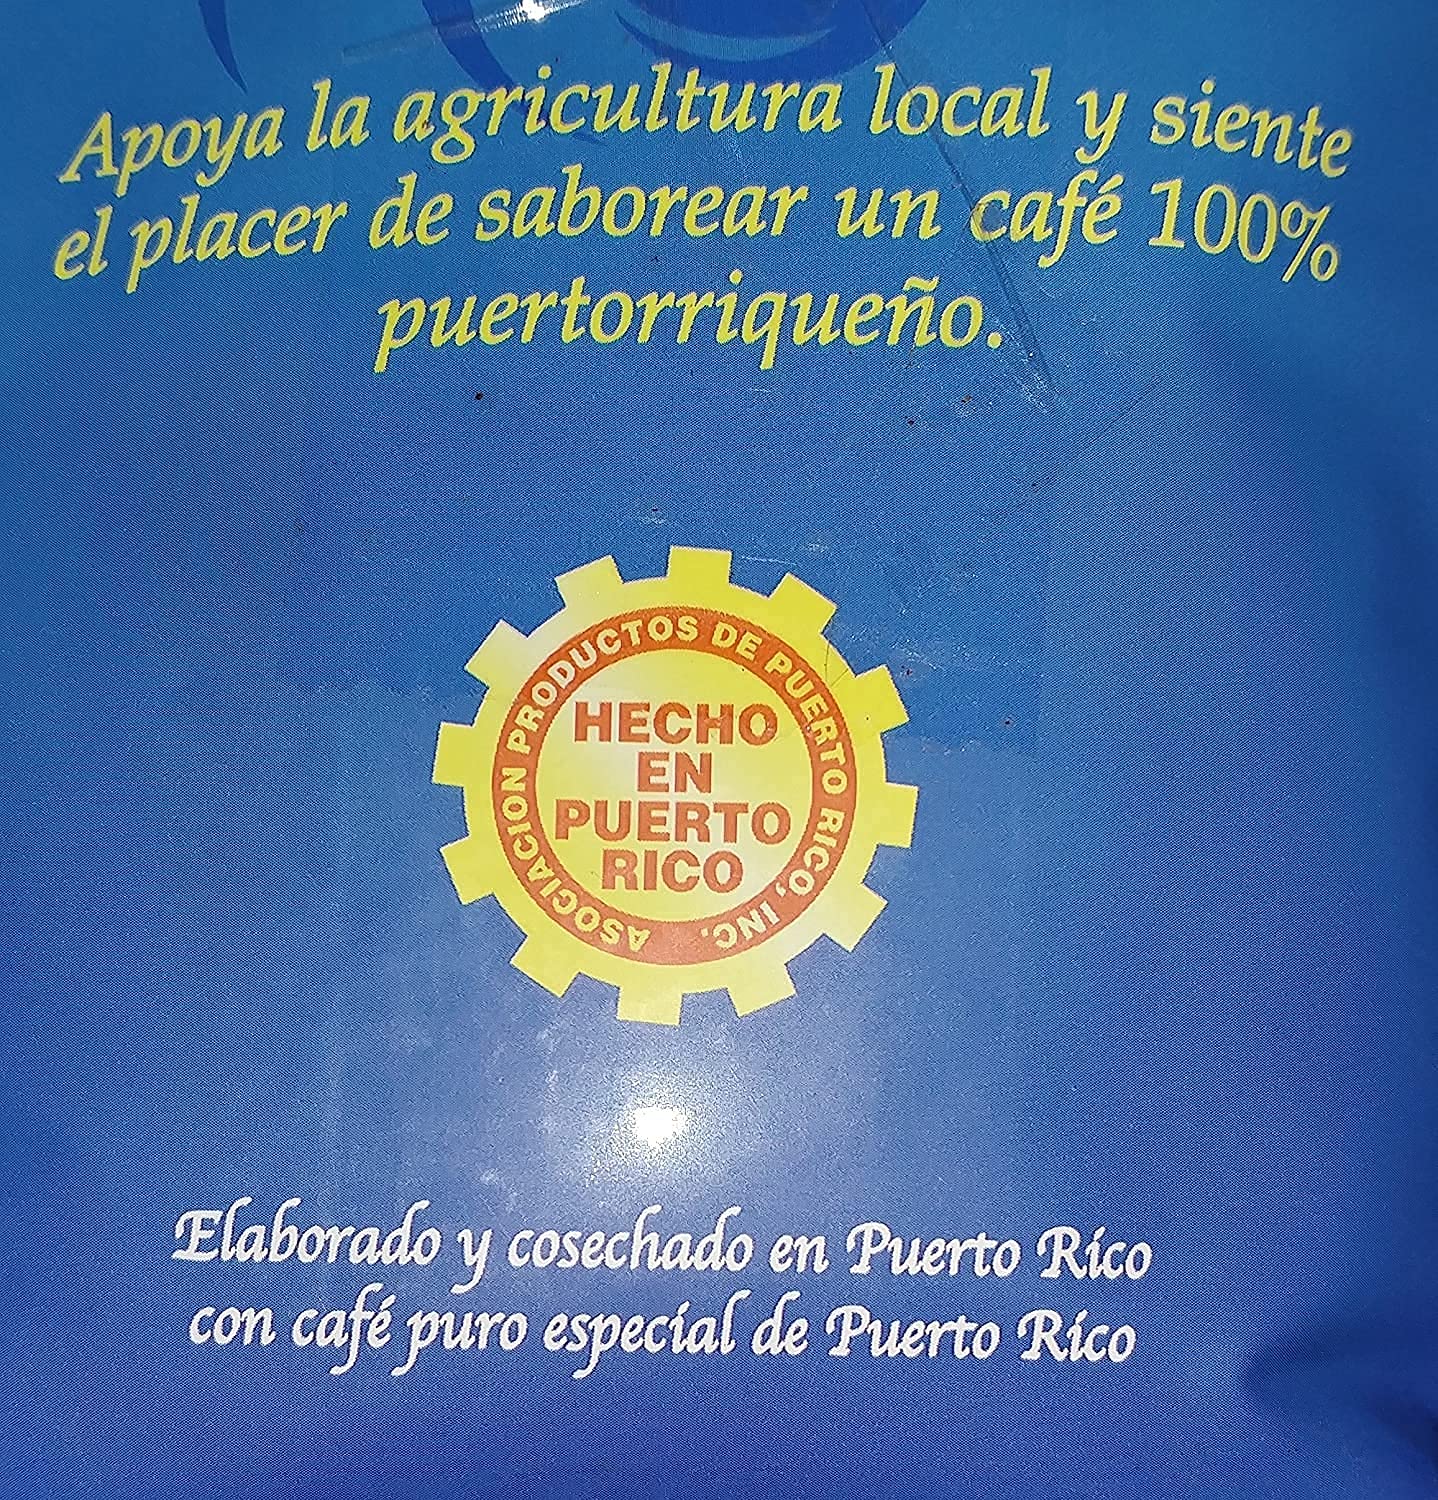 Apoya la agricultura local y siente
el placer de saborear un café 100%
puertorriqueño.
ASOCIACION PRODUCTOS DE PUERTO RICO, INC.
HECHO
EN
PUERTO
RICO
Elaborado y cosechado en Puerto Rico
con café puro especial de Puerto Rico